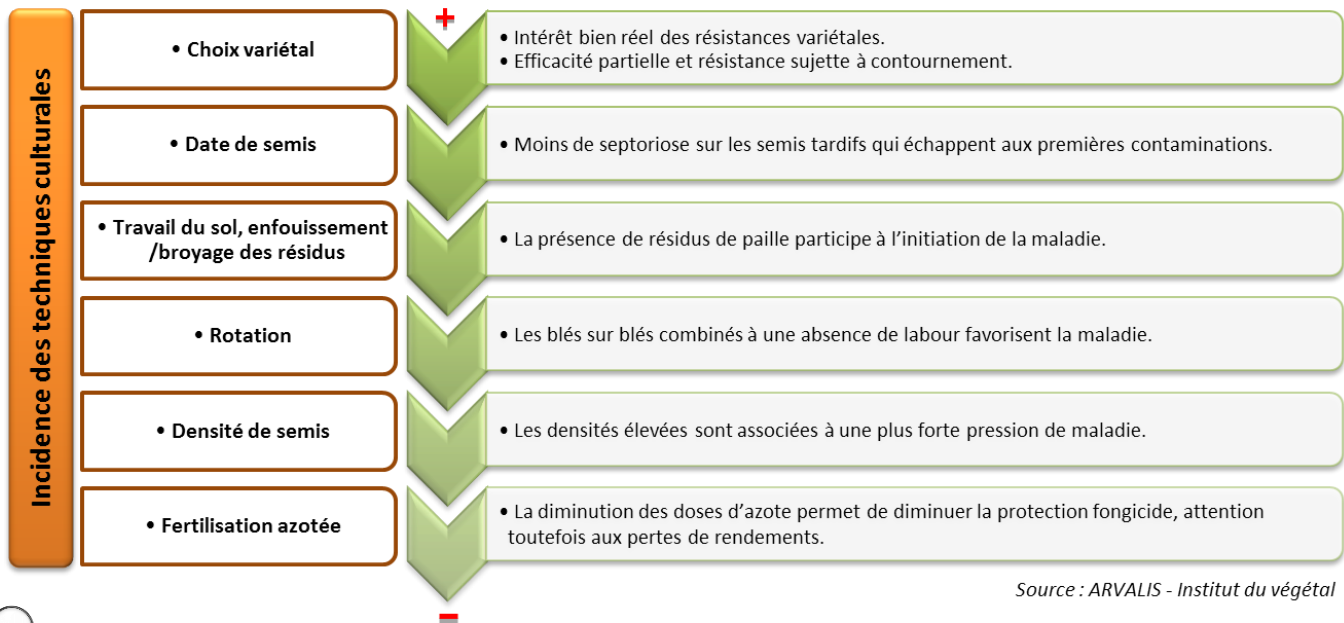 Incidence des techniques culturales
+
• Choix variétal
• Intérêt bien réel des résistances variétales.
• Efficacité partielle et résistance sujette à contournement.
• Date de semis
• Moins de septoriose sur les semis tardifs qui échappent aux premières contaminations.
• Travail du sol, enfouissement
/broyage des résidus
• La présence de résidus de paille participe à l’initiation de la maladie.
• Rotation
• Les blés sur blés combinés à une absence de labour favorisent la maladie.
• Densité de semis
• Les densités élevées sont associées à une plus forte pression de maladie.
• Fertilisation azotée
• La diminution des doses d’azote permet de diminuer la protection fongicide, attention
toutefois aux pertes de rendements.
Source : ARVALIS - Institut du végétal
-